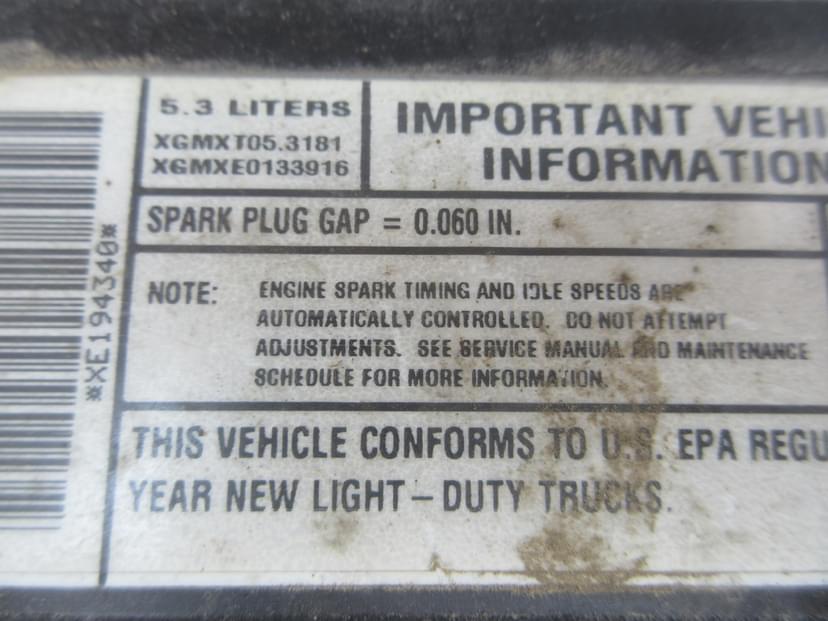 *XE194340*
5.3 LITERS
XGMXT05.3181
XGMXE0133916
IMPORTANT VEHI
INFORMATION
SPARK PLUG GAP = 0.060 IN.
NOTE: ENGINE SPARK TIMING AND IDLE SPEEDS ARE
AUTOMATICALLY CONTROLLED. DO NOT ATTEMPT
ADJUSTMENTS. SEE SERVICE MANUAL AND MAINTENANCE
SCHEDULE FOR MORE INFORMATION.
THIS VEHICLE CONFORMS TO U.S. EPA REGU
YEAR NEW LIGHT-DUTY TRUCKS.